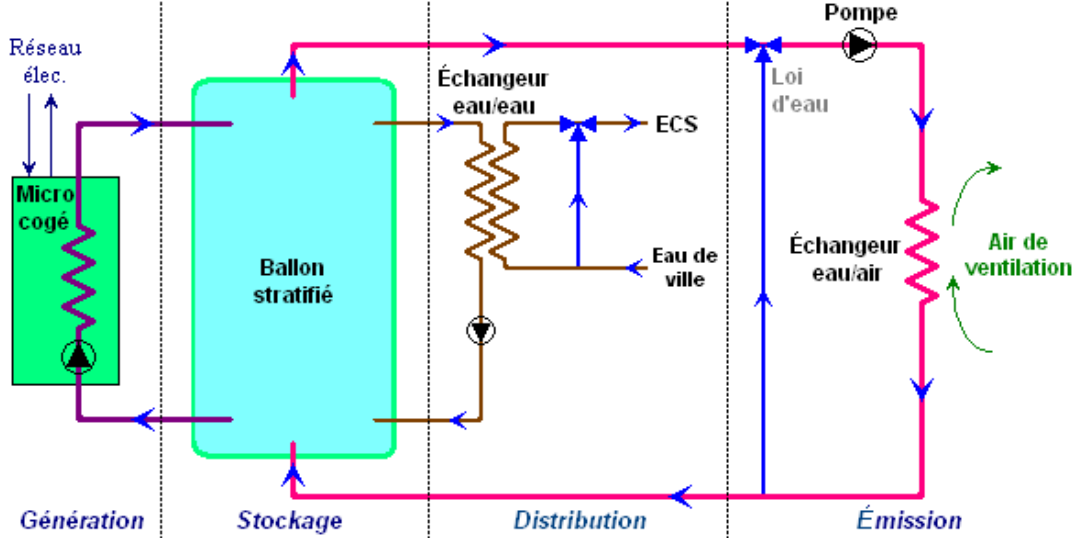 Pompe
Réseau
élec.
Échangeur
eau/eau
Loi
d'eau
ECS
Micro
cogé
Ballon
stratifié
Eau de
ville
Échangeur
eau/air
Air de
ventilation
Génération
Stockage
Distribution
Émission